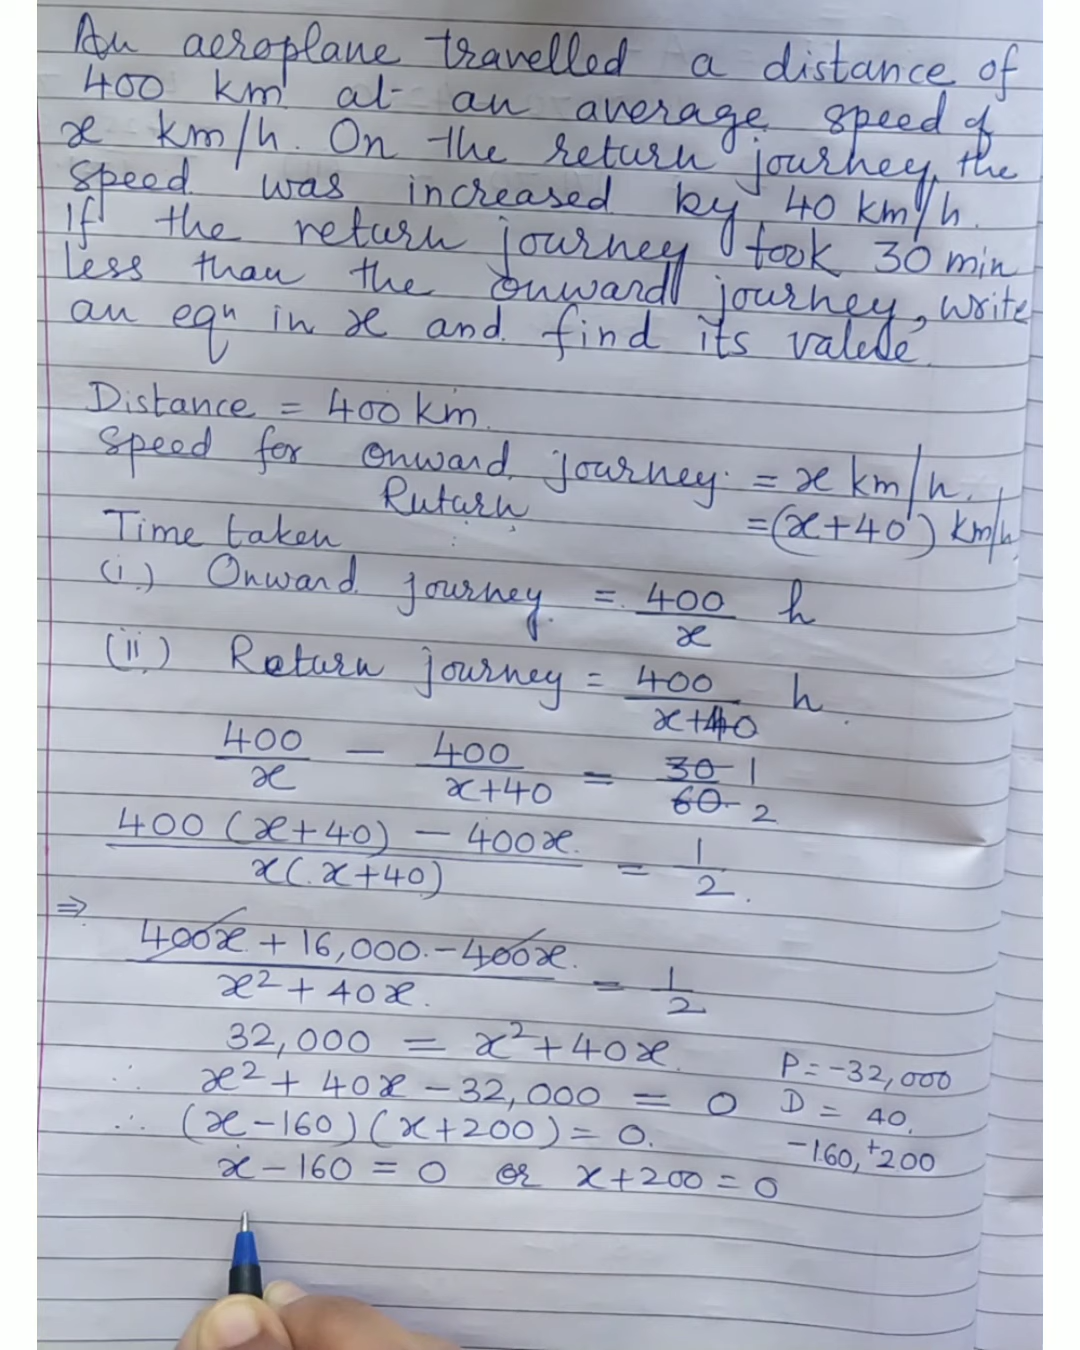 An aeroplane travelled a distance of
400 km at an average speed of
x km/h. On the return journey, the
speed was increased by 40 km/h.
If the return journey took 30 min
less than the onward journey, write
an eqn in x and find its value.
Distance = 400 km.
Speed for onward journey = x km/h.
Ruturn = (x+40) km/h
Time taken :
(i) Onward journey = 400/x h
(ii) Return journey = 400/x+40 h.
400/x - 400/x+40 = 30/60 1/2
400(x+40) - 400x/x(x+40) = 1/2.
⇒ 400x + 16,000 - 400x/x² + 40x = 1/2
32,000 = x² + 40x
∴ x² + 40x - 32,000 = 0
P = -32,000
D = 40.
-160, +200
∴ (x-160)(x+200) = 0.
x - 160 = 0 or x + 200 = 0